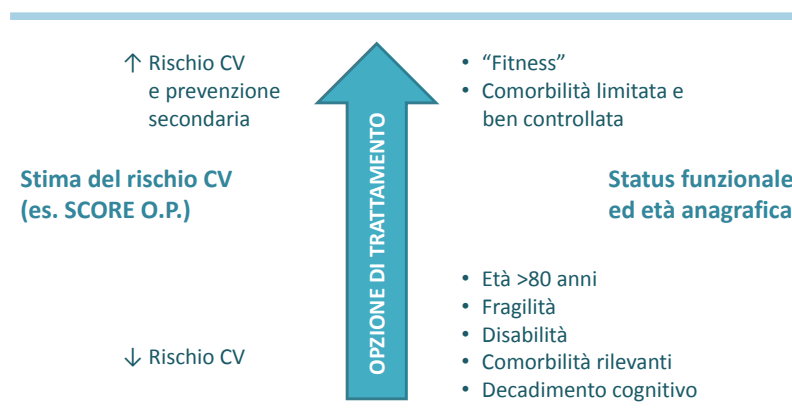 ↑ Rischio CV
e prevenzione
secondaria
Stima del rischio CV
(es. SCORE O.P.)
↓ Rischio CV
OPZIONE DI TRATTAMENTO
• “Fitness”
• Comorbilità limitata e
ben controllata
Status funzionale
ed età anagrafica
• Età >80 anni
• Fragilità
• Disabilità
• Comorbilità rilevanti
• Decadimento cognitivo